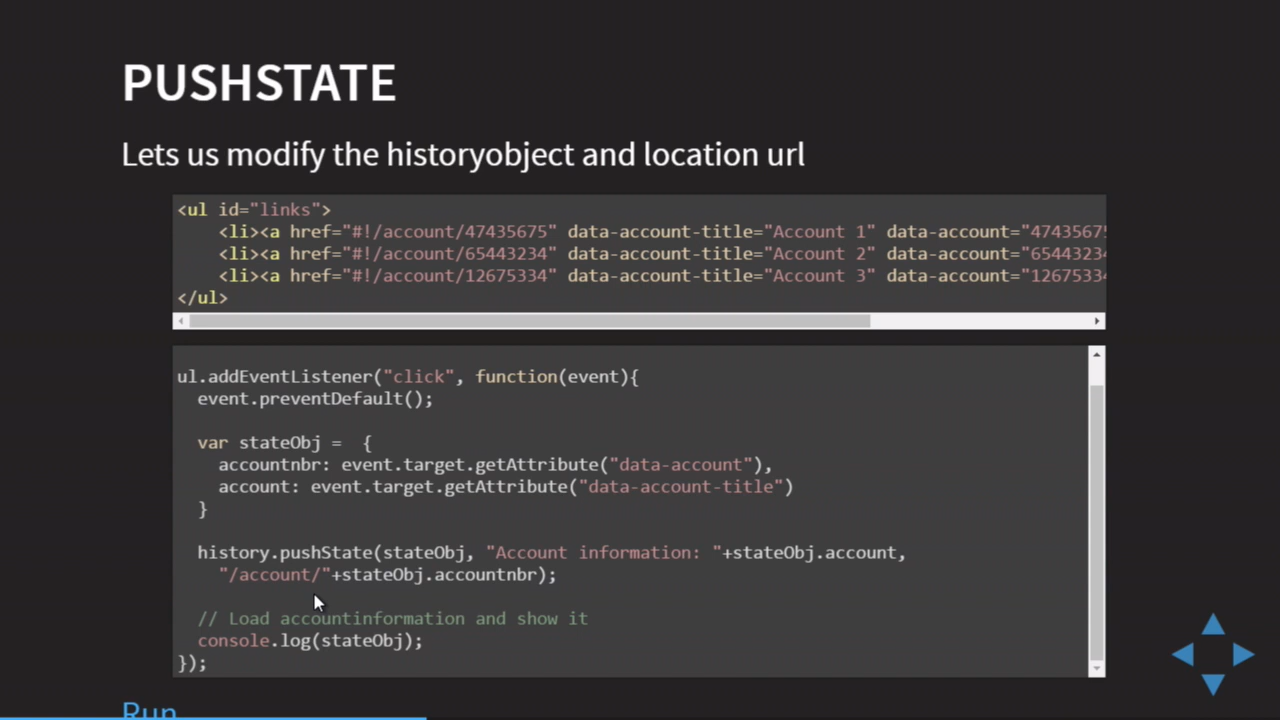 PUSHSTATE
Lets us modify the historyobject and location url
<ul id="links">
<li><a href="#!/account/47435675" data-account-title="Account 1" data-account="4743567
<li><a href="#!/account/65443234" data-account-title="Account 2" data-account="6544323
<li><a href="#!/account/12675334" data-account-title="Account 3" data-account="1267533
</ul>
ul.addEventListener("click", function(event){
event.preventDefault();
var stateObj =  {
accountnbr: event.target.getAttribute("data-account"),
account: event.target.getAttribute("data-account-title")
}
history.pushState(stateObj, "Account information: "+stateObj.account,
"/account/"+stateObj.accountnbr);
// Load accountinformation and show it
console.log(stateObj);
});
Run